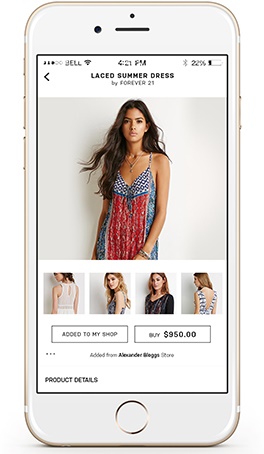 BELL 4:21 PM 22%
LACED SUMMER DRESS
by FOREVER 21
ADDED TO MY SHOP
BUY $950.00
Added from Alexander Bleggs Store
PRODUCT DETAILS